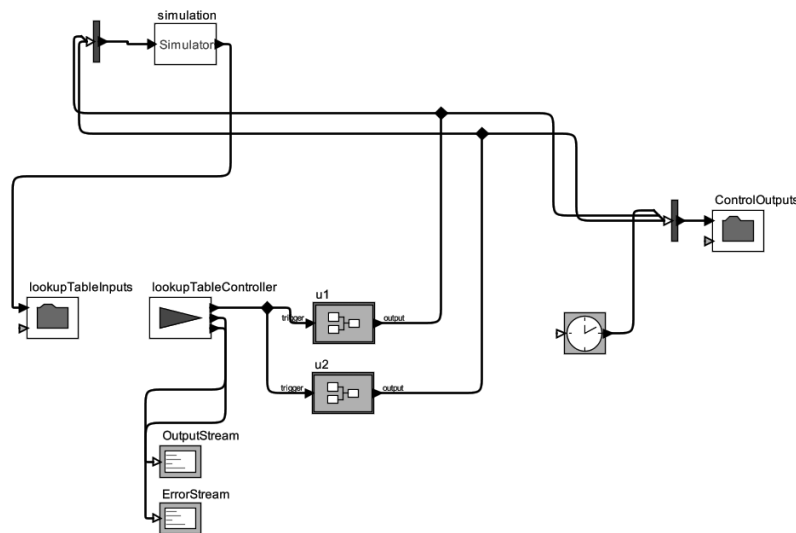 simulation
Simulator
ControlOutputs
lookupTableInputs
lookupTableController
u1
trigger
output
u2
trigger
output
OutputStream
ErrorStream